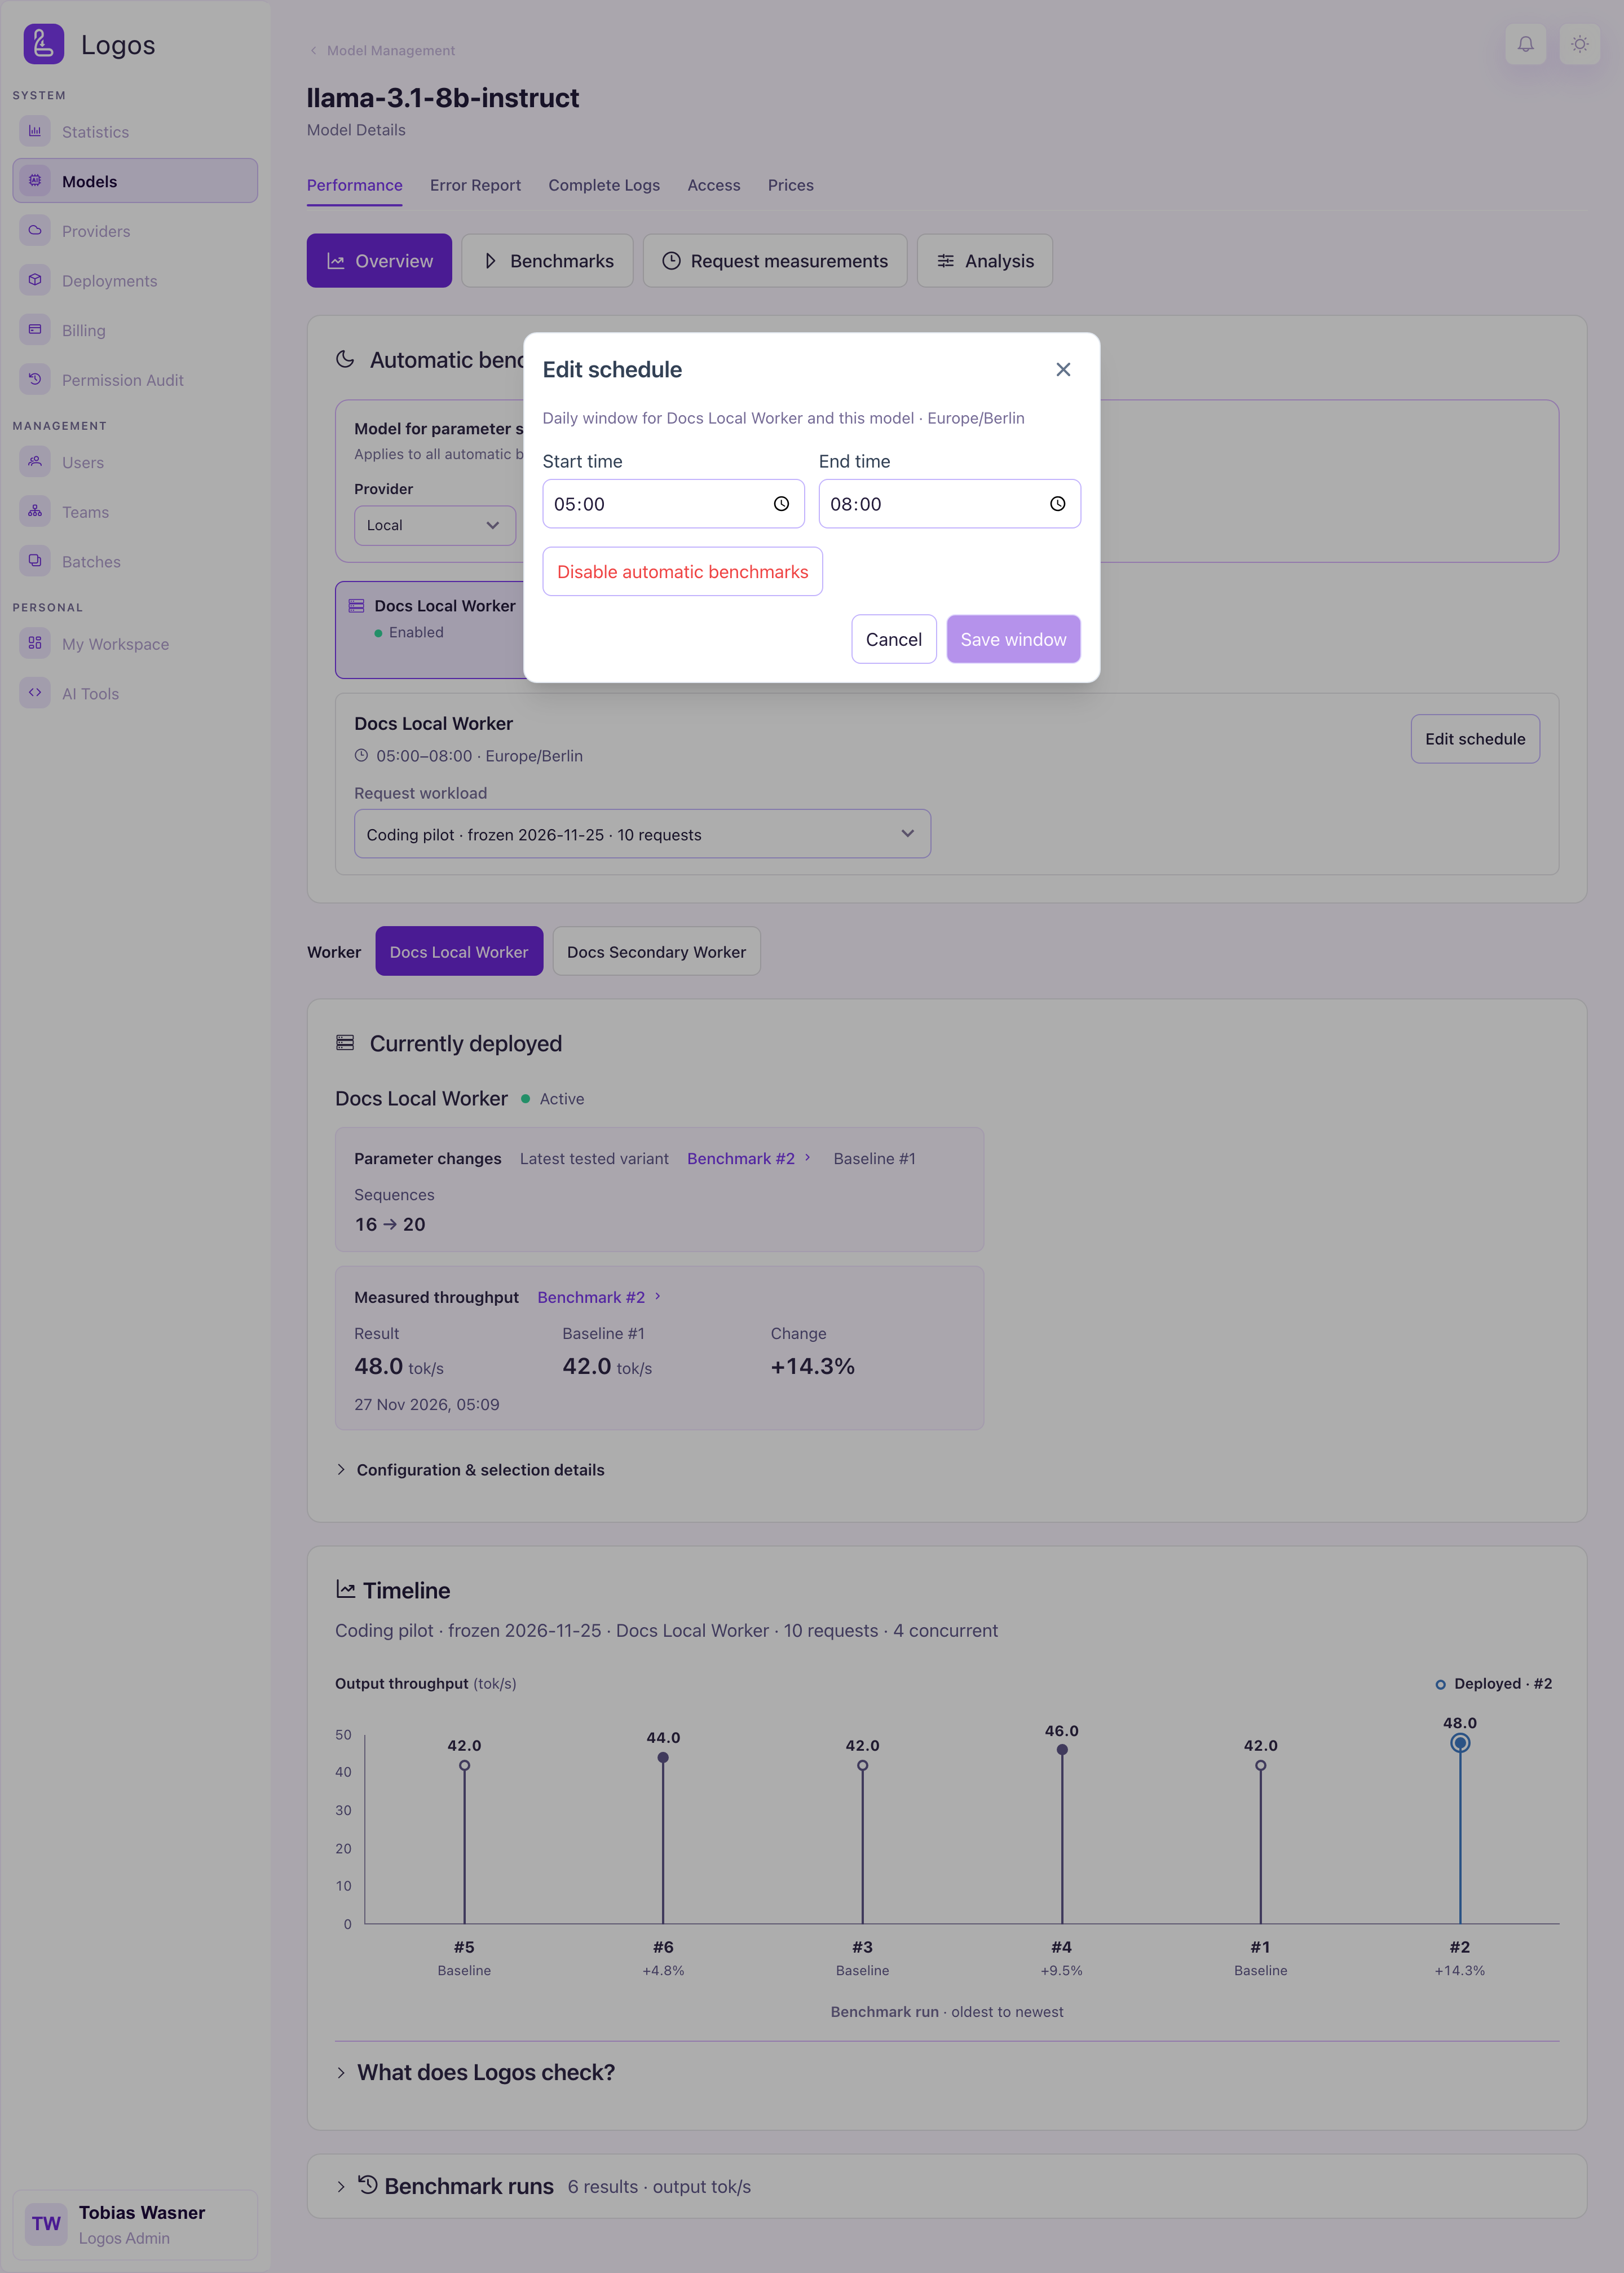 Logos
SYSTEM
Statistics
Models
Providers
Deployments
Billing
Permission Audit
MANAGEMENT
Users
Teams
Batches
PERSONAL
My Workspace
AI Tools
TW
Tobias Wasner
Logos Admin
Model Management
llama-3.1-8b-instruct
Model Details
Performance Error Report Complete Logs Access Prices
Overview Benchmarks Request measurements Analysis
Automatic benc
Model for parameter s
Applies to all automatic b
Provider
Local
Docs Local Worker
Enabled
Edit schedule
Daily window for Docs Local Worker and this model · Europe/Berlin
Start time End time
05:00 08:00
Disable automatic benchmarks
Cancel Save window
Docs Local Worker
05:00–08:00 · Europe/Berlin
Edit schedule
Request workload
Coding pilot · frozen 2026-11-25 · 10 requests
Worker Docs Local Worker Docs Secondary Worker
Currently deployed
Docs Local Worker Active
Parameter changes Latest tested variant Benchmark #2 Baseline #1
Sequences
16 → 20
Measured throughput Benchmark #2
Result Baseline #1 Change
48.0 tok/s 42.0 tok/s +14.3%
27 Nov 2026, 05:09
Configuration & selection details
Timeline
Coding pilot · frozen 2026-11-25 · Docs Local Worker · 10 requests · 4 concurrent
Output throughput (tok/s) Deployed · #2
50
40
30
20
10
0
42.0 44.0 42.0 46.0 42.0 48.0
#5 #6 #3 #4 #1 #2
Baseline +4.8% Baseline +9.5% Baseline +14.3%
Benchmark run · oldest to newest
What does Logos check?
Benchmark runs 6 results · output tok/s